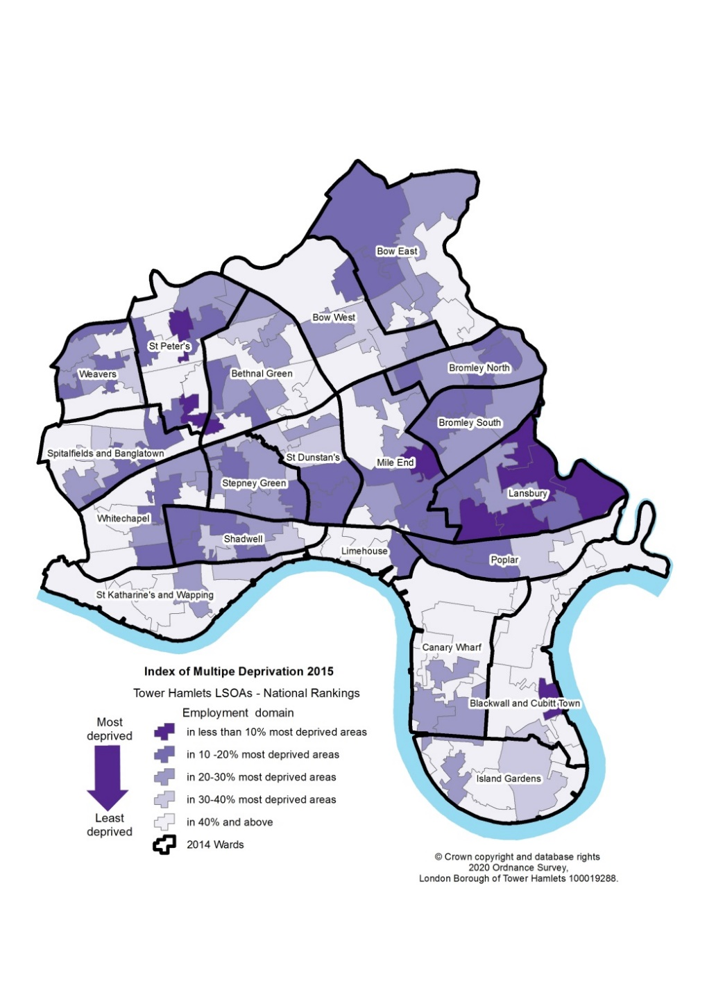 Bow East
Bow West
St Peter's
Weavers
Bethnal Green
Bromley North
Bromley South
Spitalfields and Banglatown
St Dunstan's
Mile End
Stepney Green
Lansbury
Whitechapel
Shadwell
Limehouse
Poplar
St Katharine's and Wapping
Canary Wharf
Blackwall and Cubitt Town
Island Gardens
Index of Multipe Deprivation 2015
Tower Hamlets LSOAs - National Rankings
Employment domain
Most
deprived
in less than 10% most deprived areas
in 10 -20% most deprived areas
in 20-30% most deprived areas
in 30-40% most deprived areas
in 40% and above
2014 Wards
Least
deprived
© Crown copyright and database rights
2020 Ordnance Survey,
London Borough of Tower Hamlets 100019288.